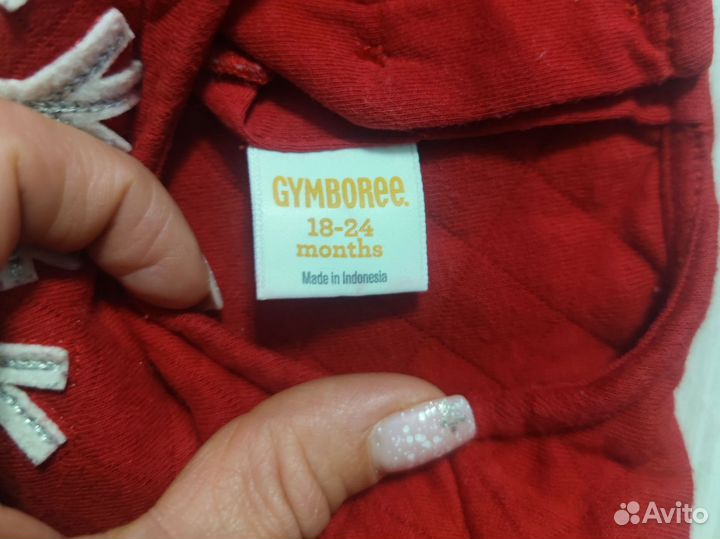 GYMBOREE.
18-24
months
Made in Indonesia
Avito